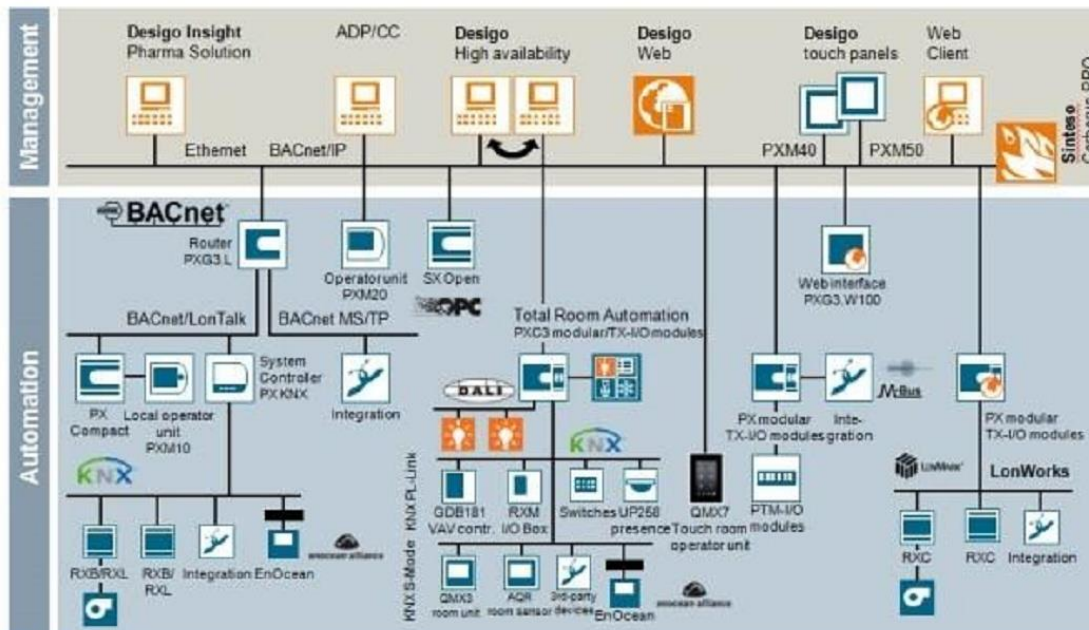 Management
Desigo Insight
Pharma Solution
ADP/CC
Desigo
High availability
Desigo
Web
Desigo
touch panels
Web
Client
Ethernet
BACnet/IP
PXM40
PXM50
Sinteso
Automation
BACnet
Router
PXG3.L
Operator unit
PXM20
SX Open
OPC
Web interface
PXG3.W100
BACnet/LonTalk
BACnet MS/TP
Total Room Automation
PXC3 modular/TX-I/O modules
PX
Compact
Local operator
unit
PXM10
System
Controller
PX KNX
Integration
DALI
PX modular
TX-I/O modules
Inte-
gration
M-Bus
PX modular
TX-I/O modules
KNX
KNX
KNX S-Mode KNX PL-Link
GDB181
VAV contr.
RXM
I/O Box
Switches
UP258
presence
QMX7
Touch room
operator unit
PTM-I/O
modules
LONMARK
LonWorks
RXB/RXL
RXB/
RXL
Integration
EnOcean
enocean alliance
QMX3
room unit
AQR
room sensor
3rd-party
devices
EnOcean
enocean alliance
RXC
RXC
Integration